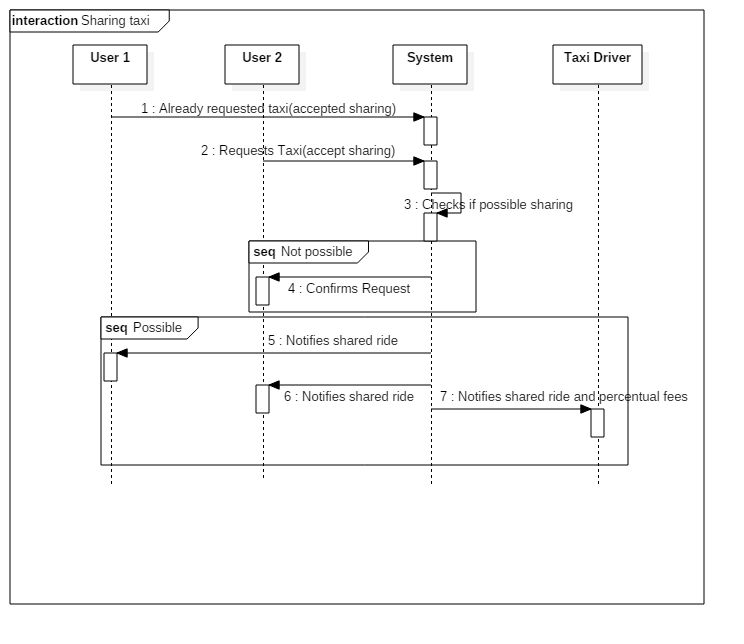 interaction Sharing taxi
User 1
User 2
System
Taxi Driver
1 : Already requested taxi(accepted sharing)
2 : Requests Taxi(accept sharing)
3 : Checks if possible sharing
seq Not possible
4 : Confirms Request
seq Possible
5 : Notifies shared ride
6 : Notifies shared ride
7 : Notifies shared ride and percentual fees